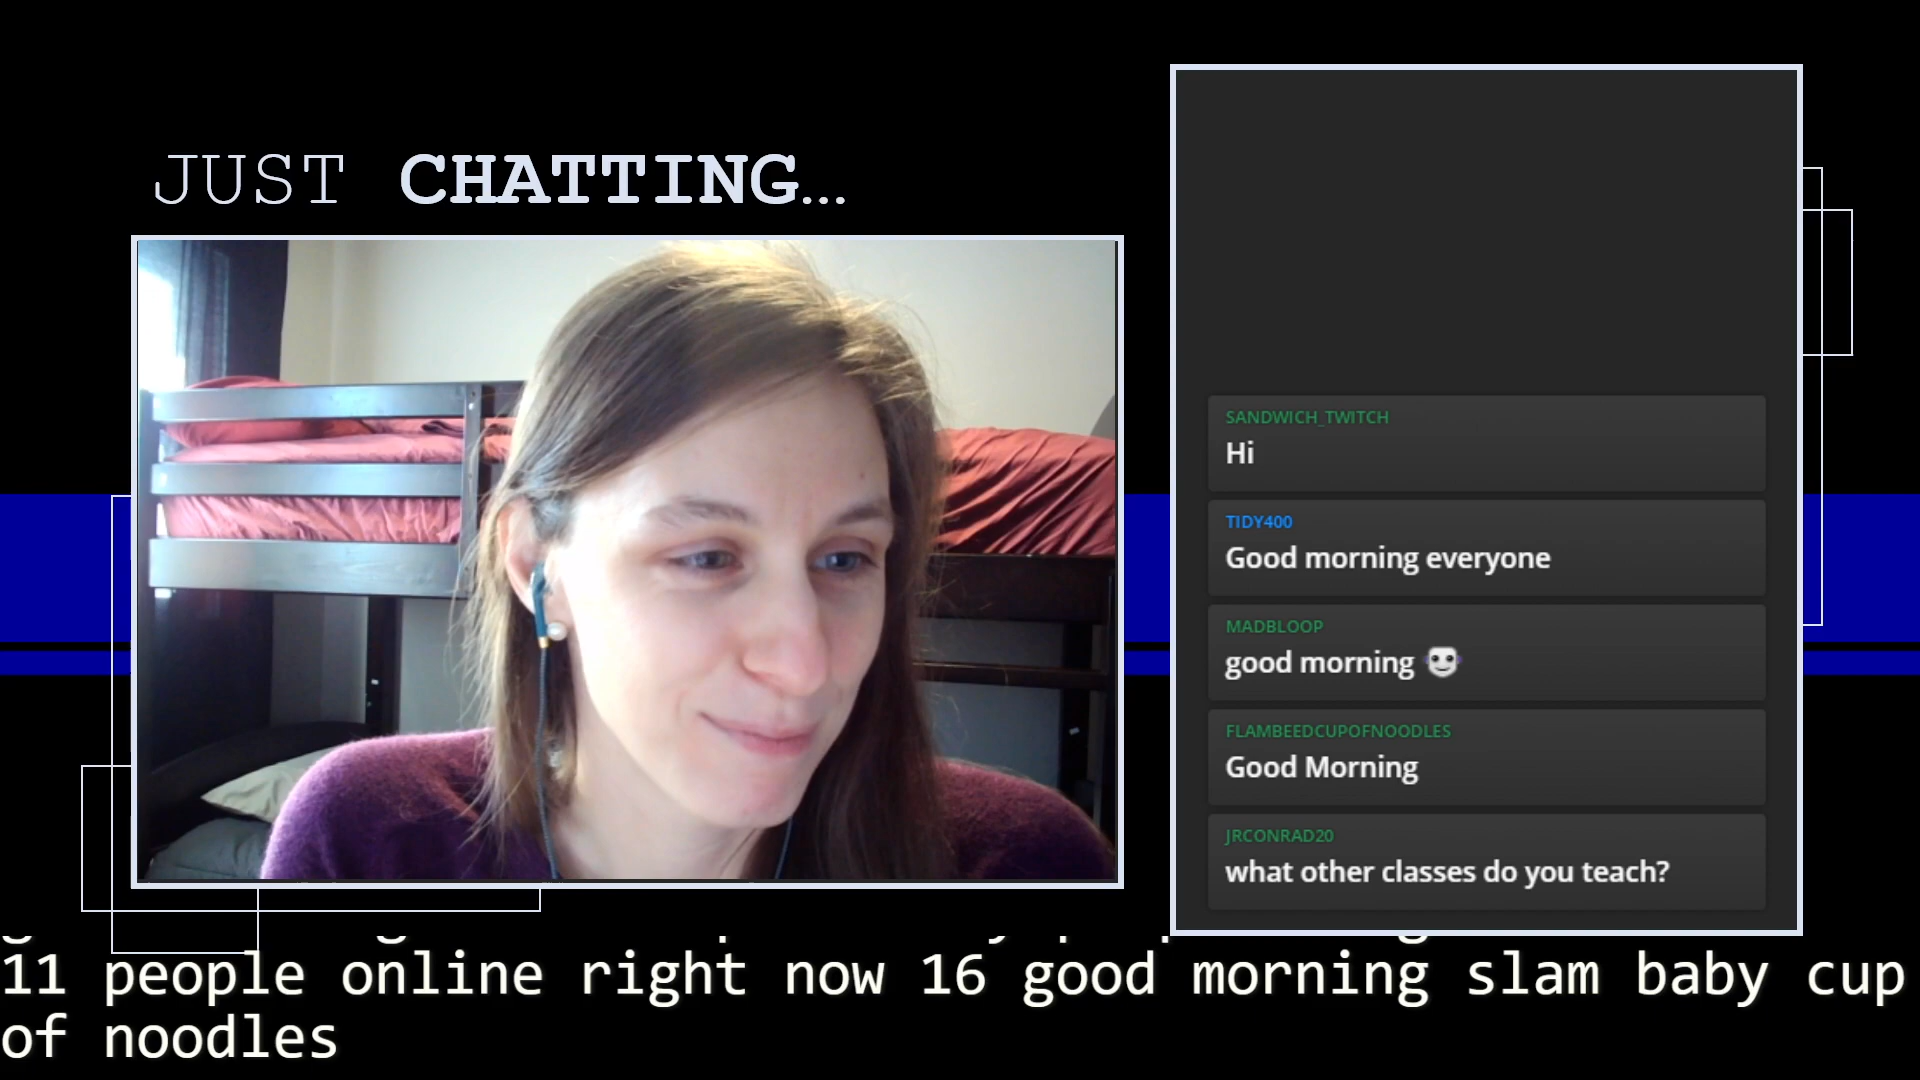 JUST CHATTING...
SANDWICH_TWITCH
Hi
TIDY400
Good morning everyone
MADBLOOP
good morning
FLAMBEEDCUPOFNOODLES
Good Morning
JRCONRAD20
what other classes do you teach?
11 people online right now 16 good morning slam baby cup
of noodles